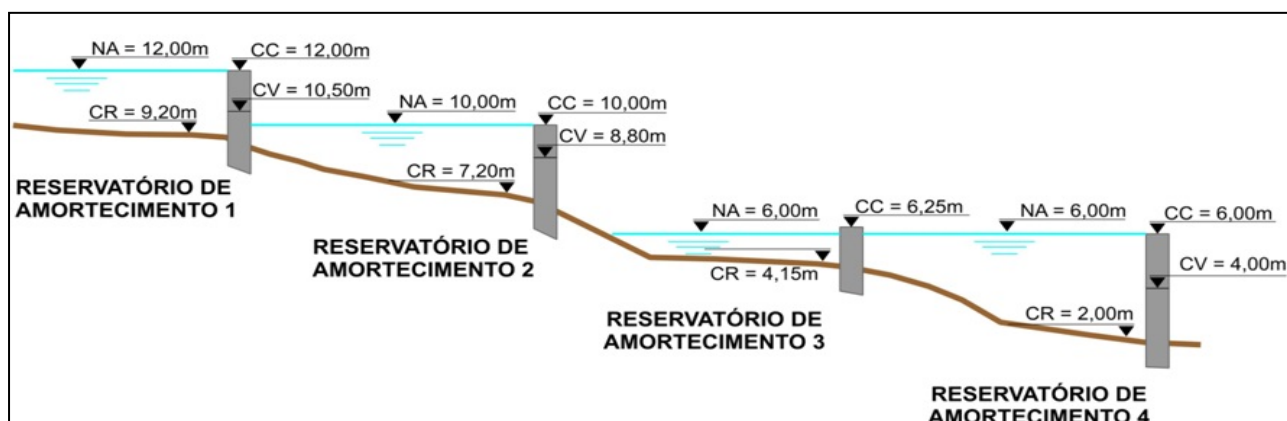 NA = 12,00m
CC = 12,00m
CV = 10,50m
CR = 9,20m
RESERVATÓRIO DE
AMORTECIMENTO 1
NA = 10,00m
CC = 10,00m
CV = 8,80m
CR = 7,20m
RESERVATÓRIO DE
AMORTECIMENTO 2
NA = 6,00m
CC = 6,25m
CR = 4,15m
RESERVATÓRIO DE
AMORTECIMENTO 3
NA = 6,00m
CC = 6,00m
CV = 4,00m
CR = 2,00m
RESERVATÓRIO DE
AMORTECIMENTO 4